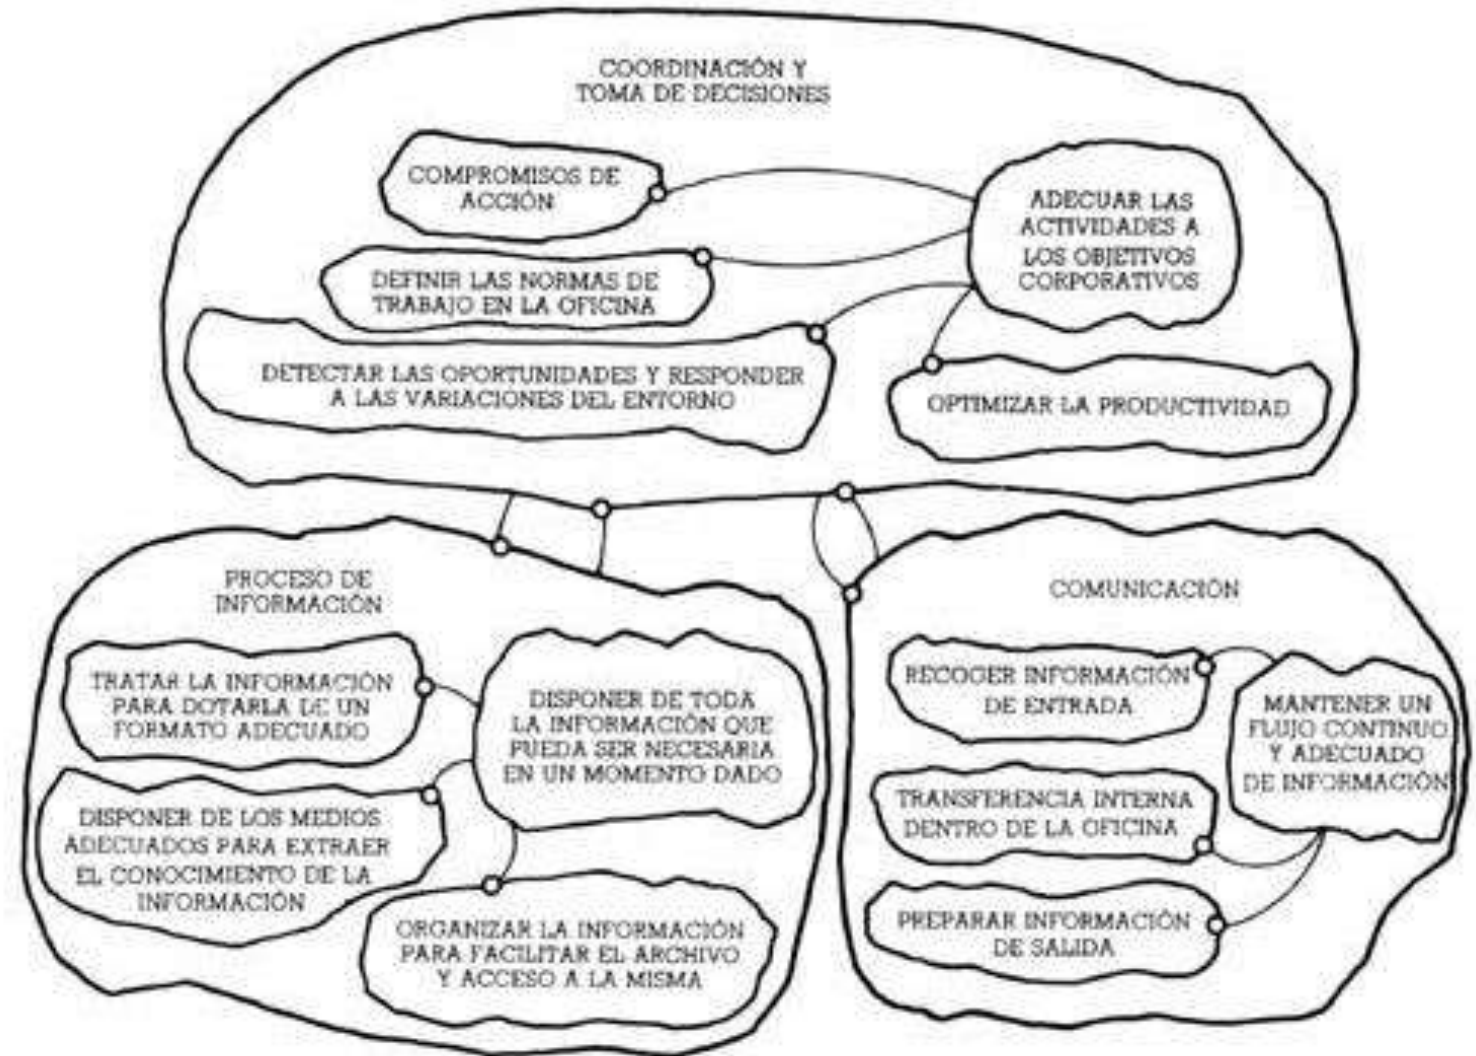 COORDINACIÓN Y
TOMA DE DECISIONES
COMPROMISOS DE
ACCIÓN
ADECUAR LAS
ACTIVIDADES A
LOS OBJETIVOS
CORPORATIVOS
DEFINIR LAS NORMAS DE
TRABAJO EN LA OFICINA
DETECTAR LAS OPORTUNIDADES Y RESPONDER
A LAS VARIACIONES DEL ENTORNO
OPTIMIZAR LA PRODUCTIVIDAD
PROCESO DE
INFORMACIÓN
TRATAR LA INFORMACIÓN
PARA DOTARLA DE UN
FORMATO ADECUADO
DISPONER DE TODA
LA INFORMACIÓN QUE
PUEDA SER NECESARIA
EN UN MOMENTO DADO
DISPONER DE LOS MEDIOS
ADECUADOS PARA EXTRAER
EL CONOCIMIENTO DE LA
INFORMACIÓN
ORGANIZAR LA INFORMACIÓN
PARA FACILITAR EL ARCHIVO
Y ACCESO A LA MISMA
COMUNICACIÓN
RECOGER INFORMACIÓN
DE ENTRADA
MANTENER UN
FLUJO CONTINUO
Y ADECUADO
DE INFORMACIÓN
TRANSFERENCIA INTERNA
DENTRO DE LA OFICINA
PREPARAR INFORMACIÓN
DE SALIDA